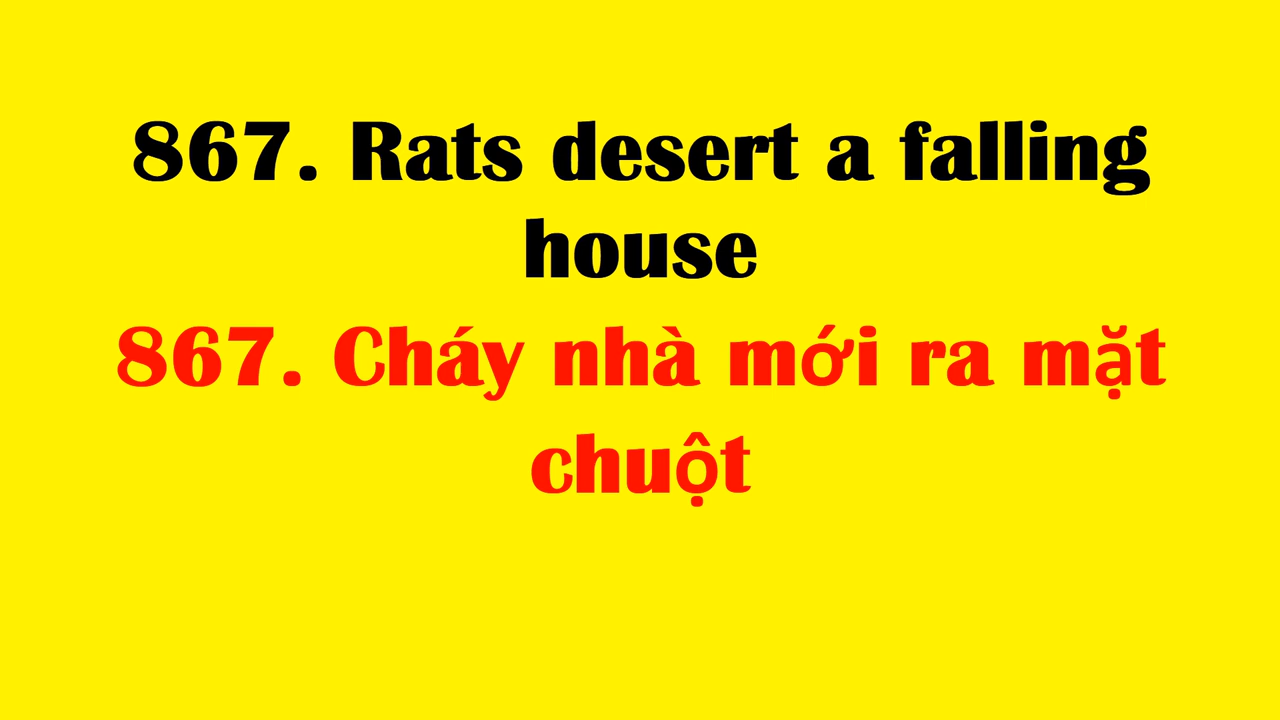 867. Rats desert a falling
house
867. Cháy nhà mới ra mặt
chuột